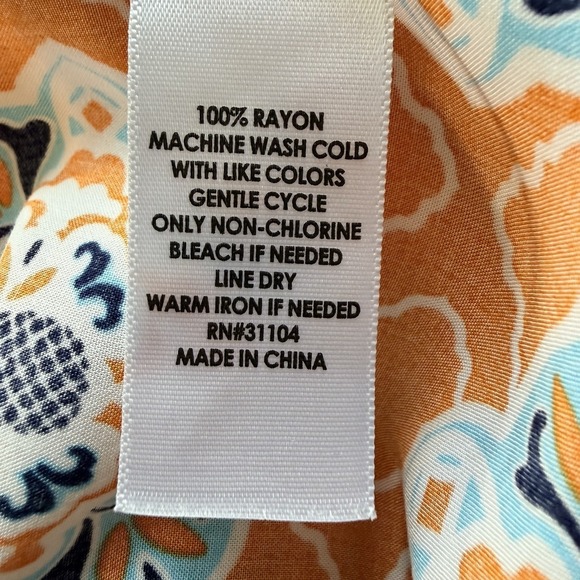 100% RAYON
MACHINE WASH COLD
WITH LIKE COLORS
GENTLE CYCLE
ONLY NON-CHLORINE
BLEACH IF NEEDED
LINE DRY
WARM IRON IF NEEDED
RN#31104
MADE IN CHINA